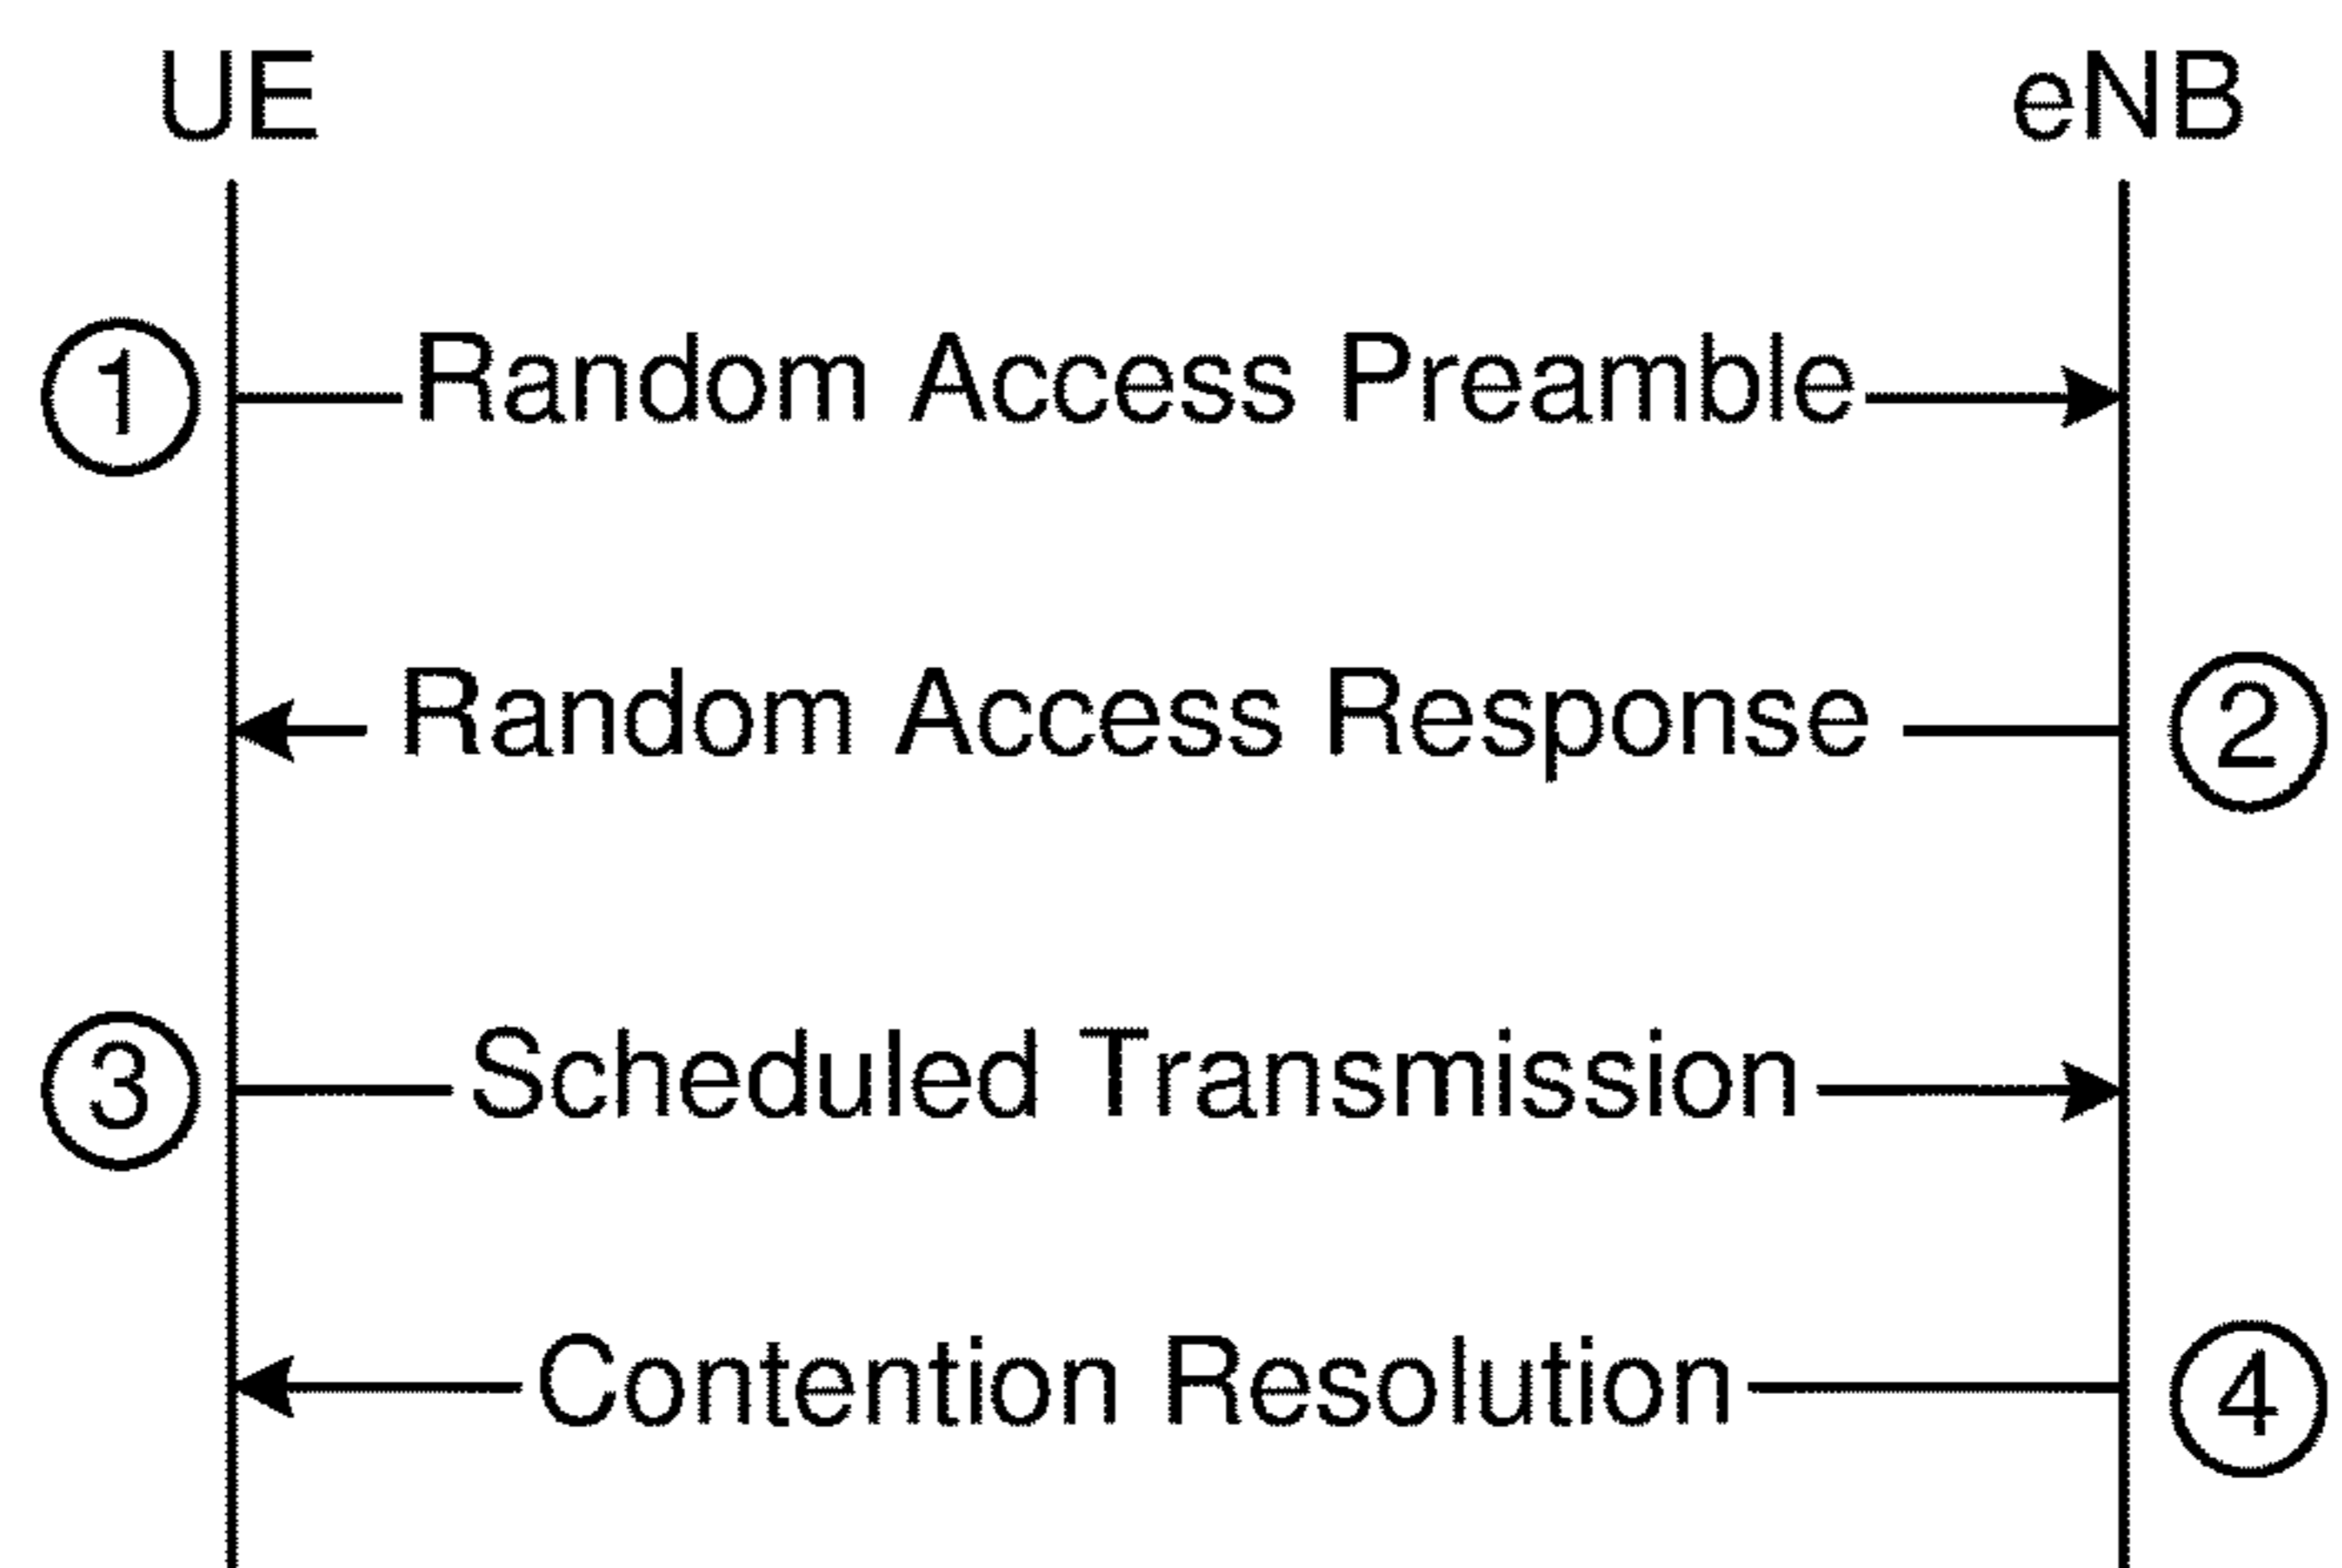 UE eNB
1 Random Access Preamble
Random Access Response 2
3 Scheduled Transmission
Contention Resolution 4